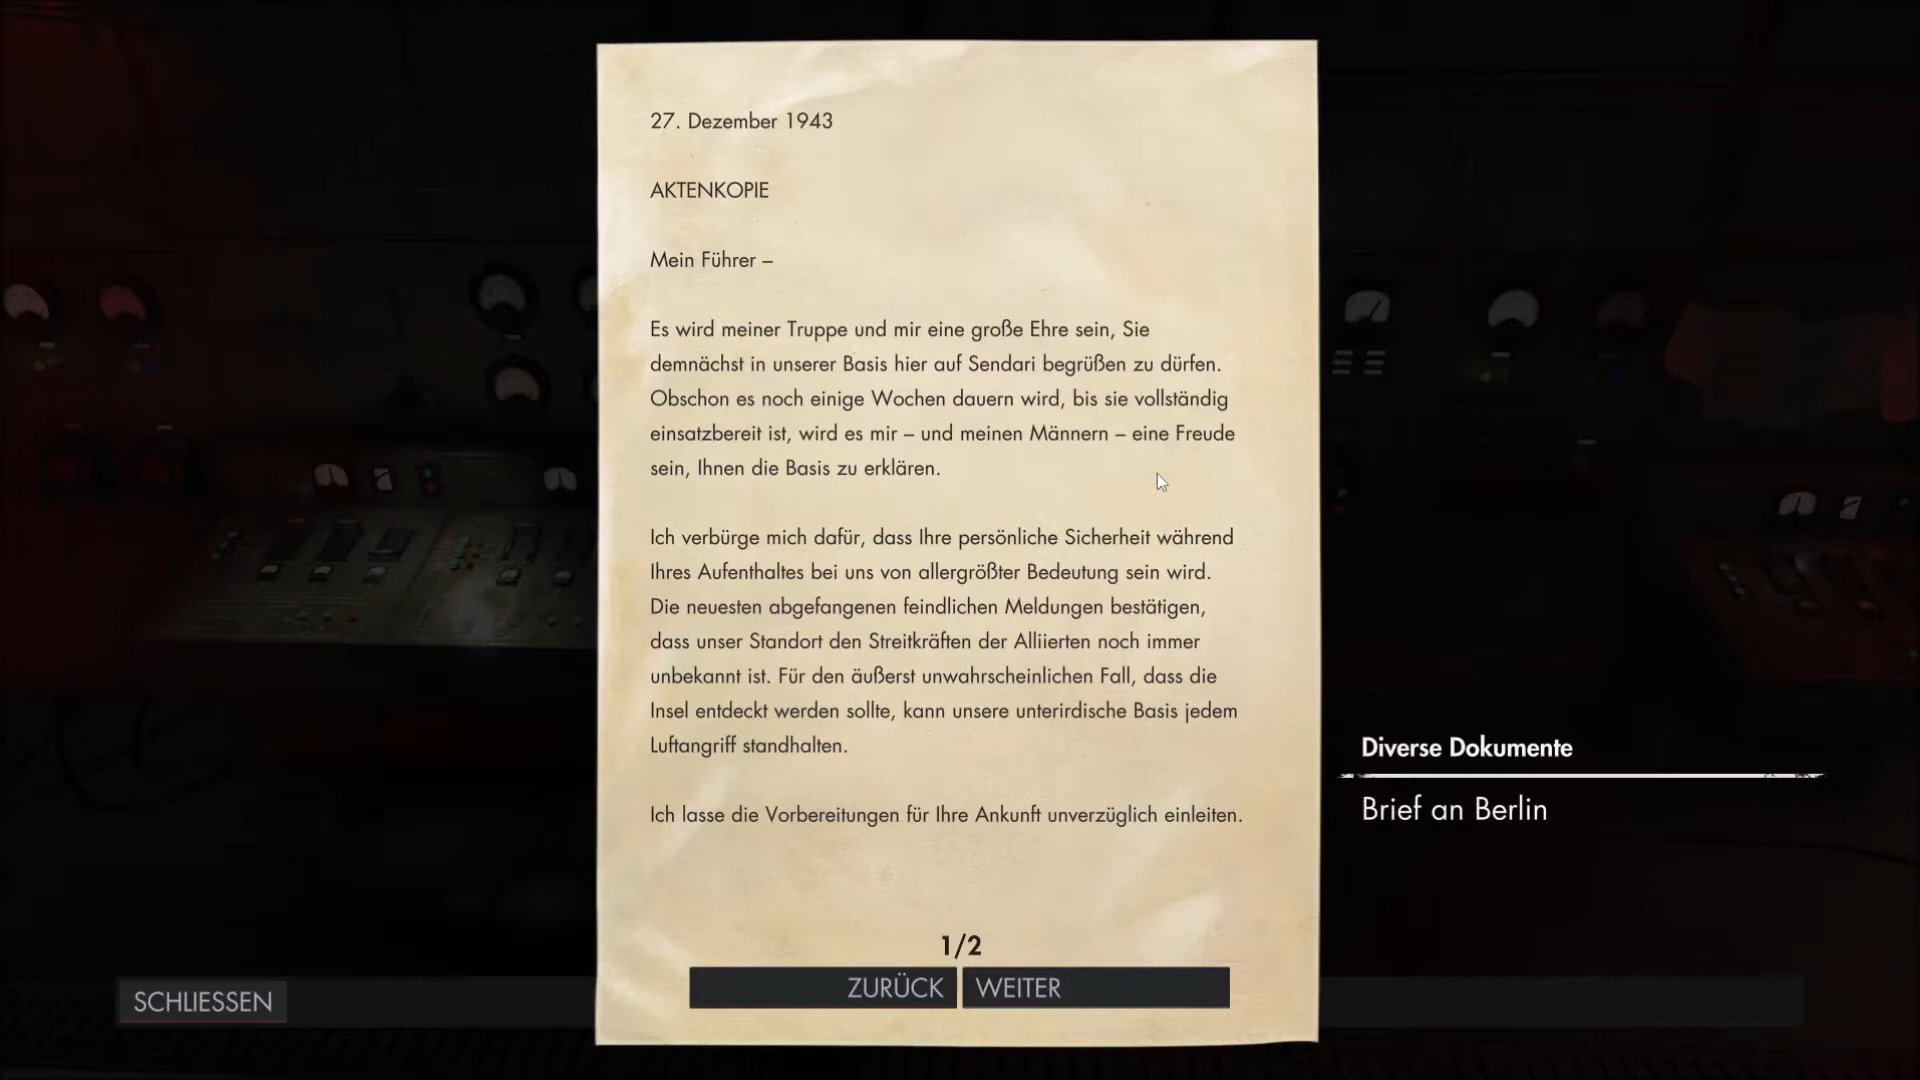 27. Dezember 1943
AKTENKOPIE
Mein Führer –
Es wird meiner Truppe und mir eine große Ehre sein, Sie
demnächst in unserer Basis hier auf Sendari begrüßen zu dürfen.
Obschon es noch einige Wochen dauern wird, bis sie vollständig
einsatzbereit ist, wird es mir – und meinen Männern – eine Freude
sein, Ihnen die Basis zu erklären.
Ich verbürge mich dafür, dass Ihre persönliche Sicherheit während
Ihres Aufenthaltes bei uns von allergrößter Bedeutung sein wird.
Die neuesten abgefangenen feindlichen Meldungen bestätigen,
dass unser Standort den Streitkräften der Alliierten noch immer
unbekannt ist. Für den äußerst unwahrscheinlichen Fall, dass die
Insel entdeckt werden sollte, kann unsere unterirdische Basis jedem
Luftangriff standhalten.
Ich lasse die Vorbereitungen für Ihre Ankunft unverzüglich einleiten.
1/2
ZURÜCK
WEITER
Diverse Dokumente
Brief an Berlin
SCHLIESSEN